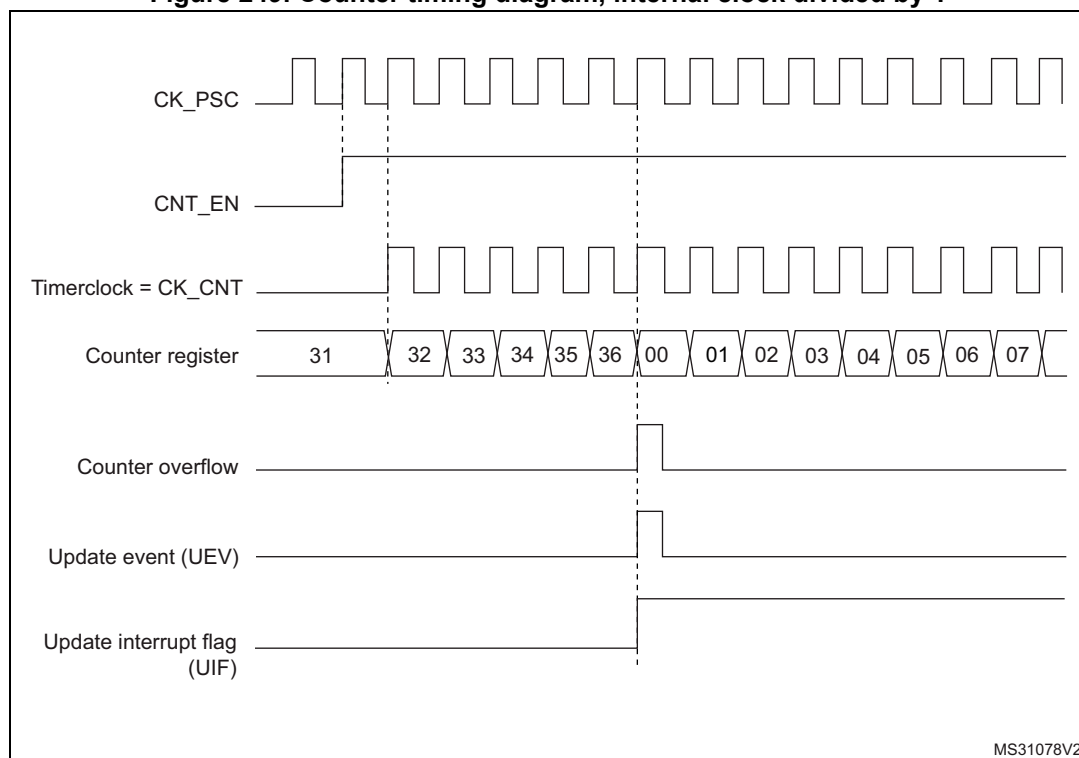 CK_PSC
CNT_EN
Timerclock = CK_CNT
Counter register 31 32 33 34 35 36 00 01 02 03 04 05 06 07
Counter overflow
Update event (UEV)
Update interrupt flag
(UIF)
MS31078V2